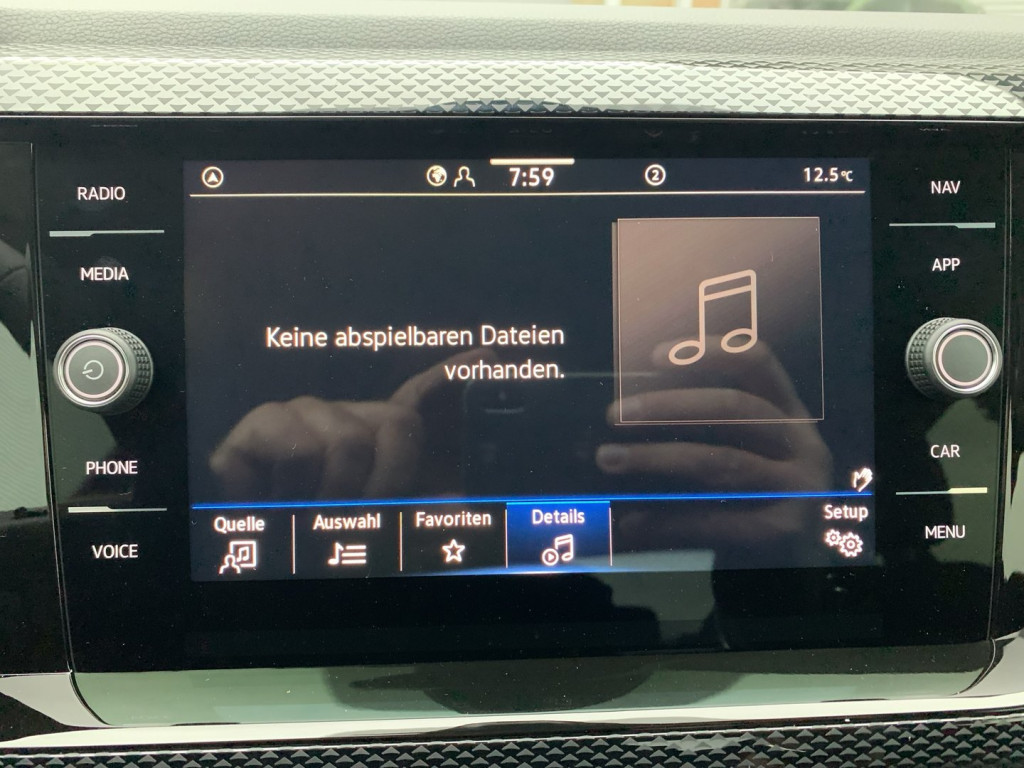 RADIO
MEDIA
PHONE
VOICE
7:59
2
12.5°C
Keine abspielbaren Dateien
vorhanden.
Quelle
Auswahl
Favoriten
Details
Setup
NAV
APP
CAR
MENU